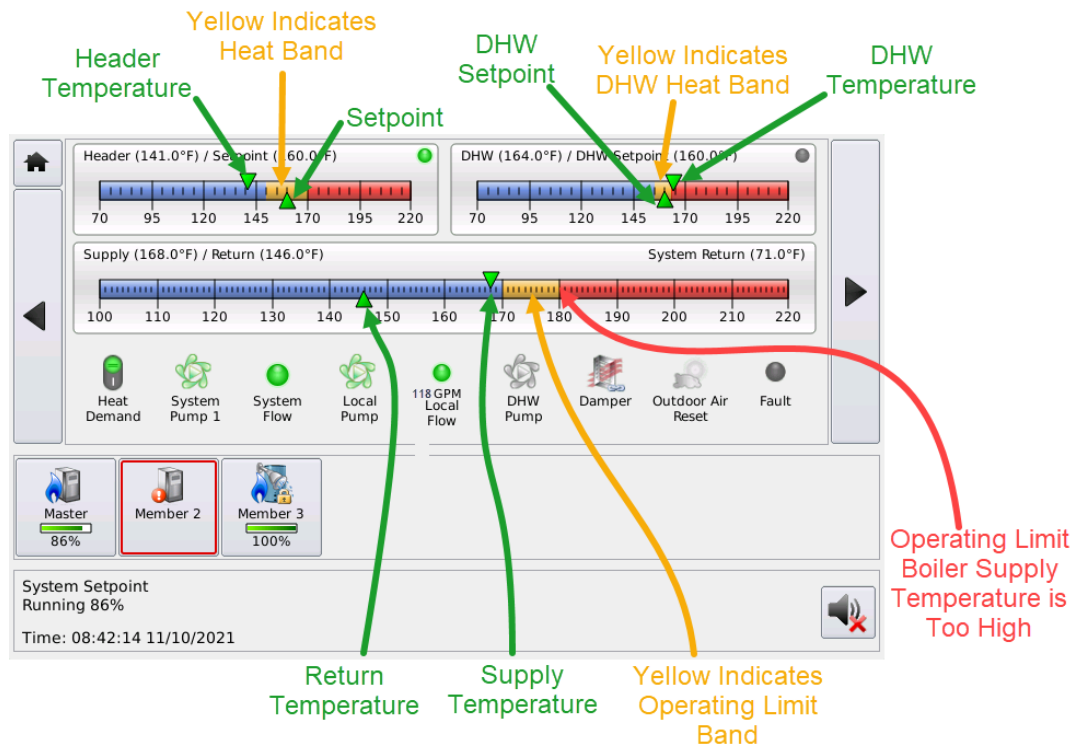 Yellow Indicates
Heat Band
Header
Temperature
Setpoint
DHW
Setpoint
Yellow Indicates
DHW Heat Band
DHW
Temperature
Header (141.0°F) / Setpoint (160.0°F)
70 95 120 145 170 195 220
DHW (164.0°F) / DHW Setpoint (160.0°F)
70 95 120 145 170 195 220
Supply (168.0°F) / Return (146.0°F)
System Return (71.0°F)
100 110 120 130 140 150 160 170 180 190 200 210 220
Heat
Demand
System
Pump 1
System
Flow
Local
Pump
118 GPM
Local
Flow
DHW
Pump
Damper
Outdoor Air
Reset
Fault
Master
86%
Member 2
Member 3
100%
System Setpoint
Running 86%
Time: 08:42:14 11/10/2021
Operating Limit
Boiler Supply
Temperature is
Too High
Return
Temperature
Supply
Temperature
Yellow Indicates
Operating Limit
Band